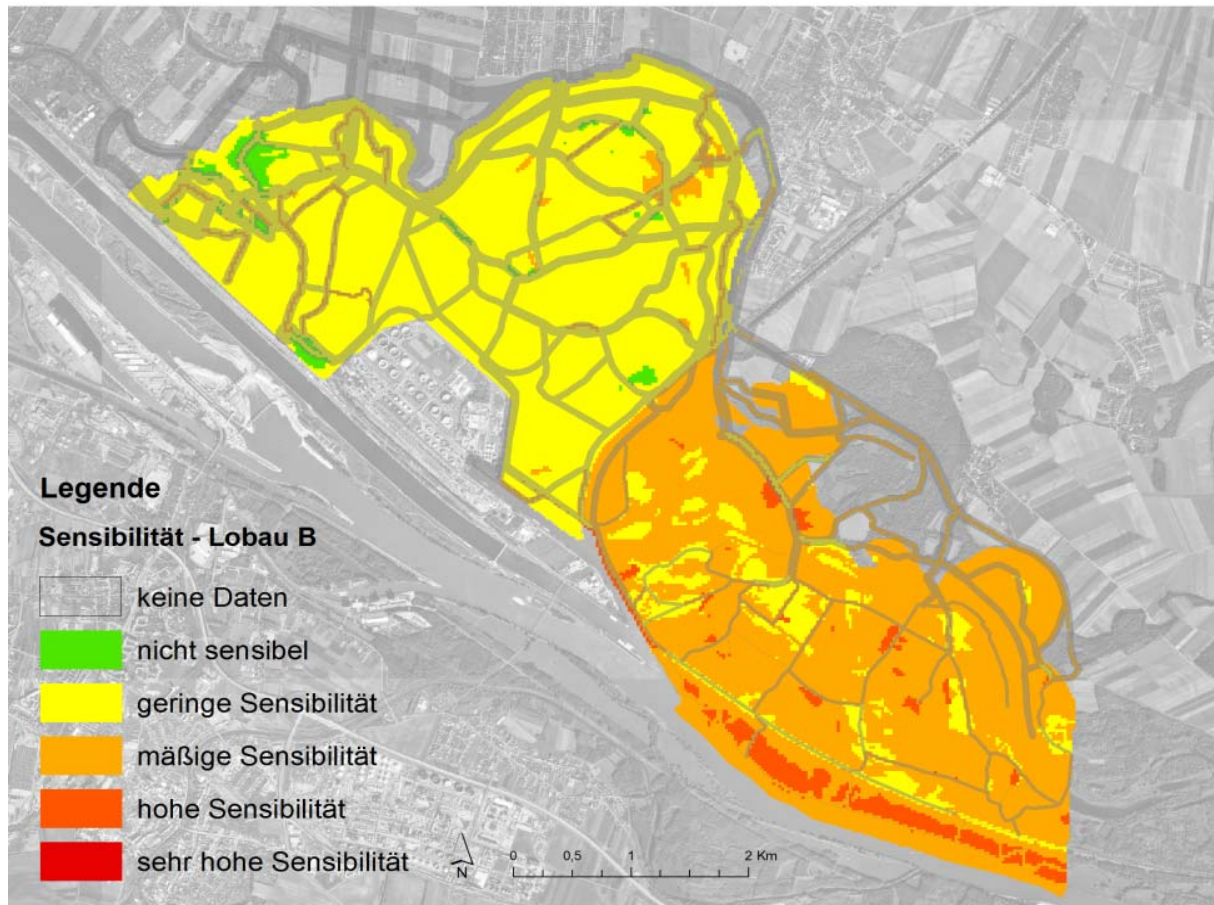 Legende
Sensibilität - Lobau B
keine Daten
nicht sensibel
geringe Sensibilität
mäßige Sensibilität
hohe Sensibilität
sehr hohe Sensibilität
N
0 0,5 1 2 Km